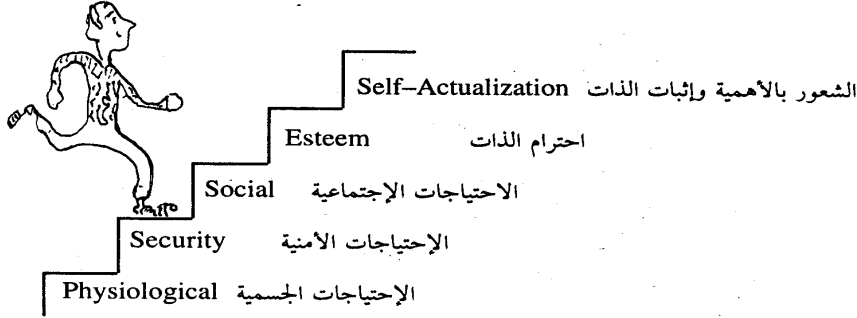 Self-Actualization الشعور بالأهمية وإثبات الذات
Esteem احترام الذات
Social الاحتياجات الإجتماعية
Security الإحتياجات الأمنية
Physiological الإحتياجات الجسمية